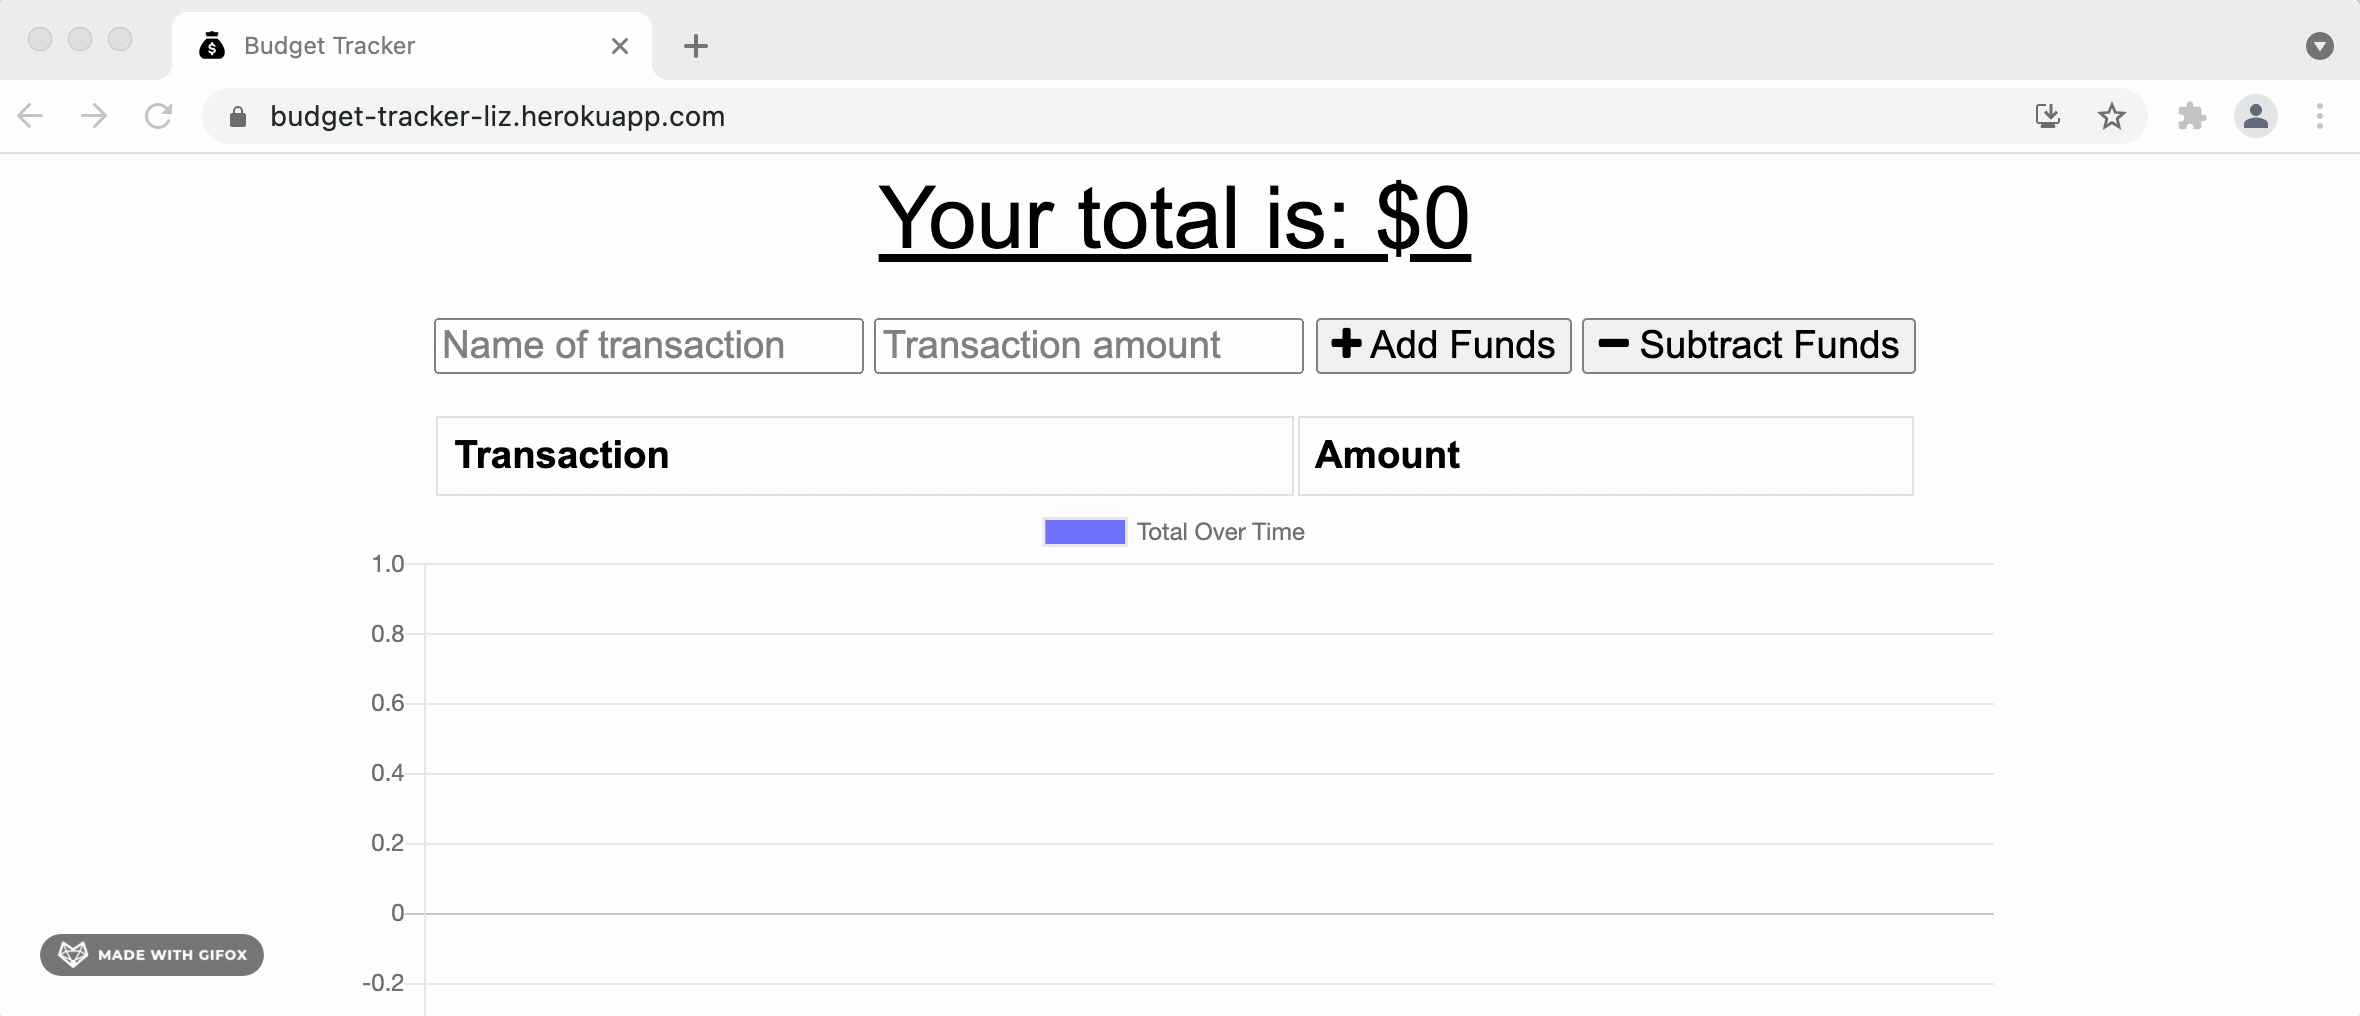 Budget Tracker
budget-tracker-liz.herokuapp.com
Your total is: $0
Name of transaction Transaction amount Add Funds Subtract Funds
Transaction Amount
Total Over Time
1.0
0.8
0.6
0.4
0.2
0
MADE WITH GIFOX
-0.2